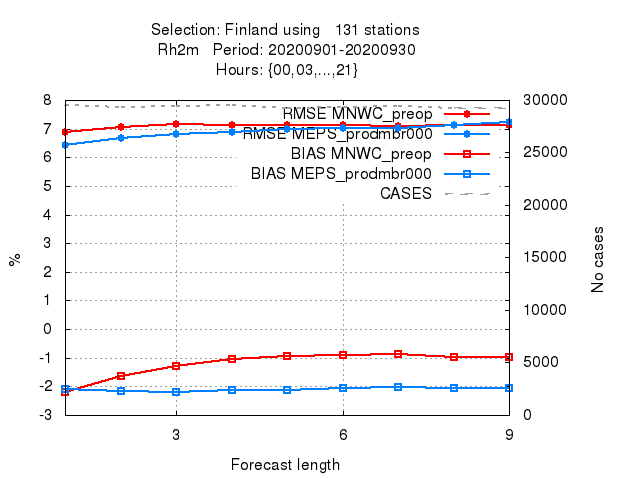 Selection: Finland using   131 stations
Rh2m   Period: 20200901-20200930
Hours: {00,03,...,21}
8 30000
RMSE MNWC_preop
7 RMSE MEPS_prodmbr000
BIAS MNWC_preop 25000
6
BIAS MEPS_prodmbr000
5 CASES
20000
4
3
15000
2
% No cases
1
10000
0
-1 5000
-2
-3 0
3 6 9
Forecast length